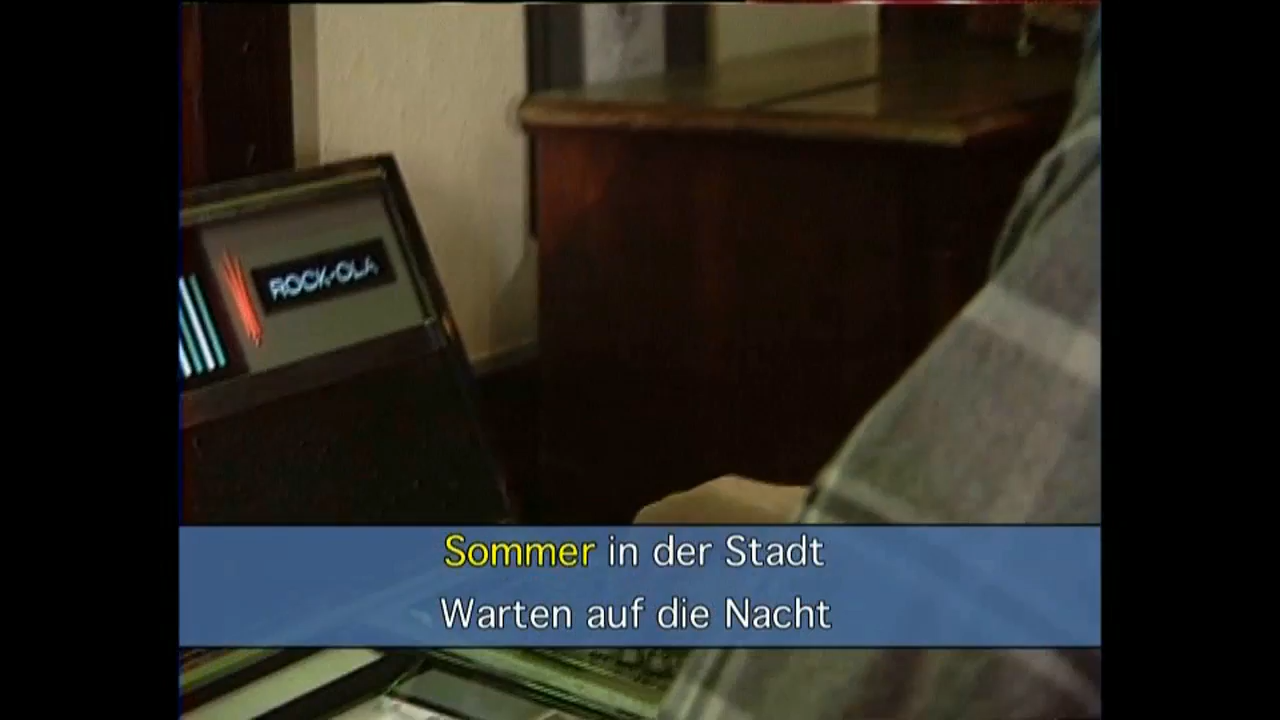 ROCK-OLA
Sommer in der Stadt
Warten auf die Nacht